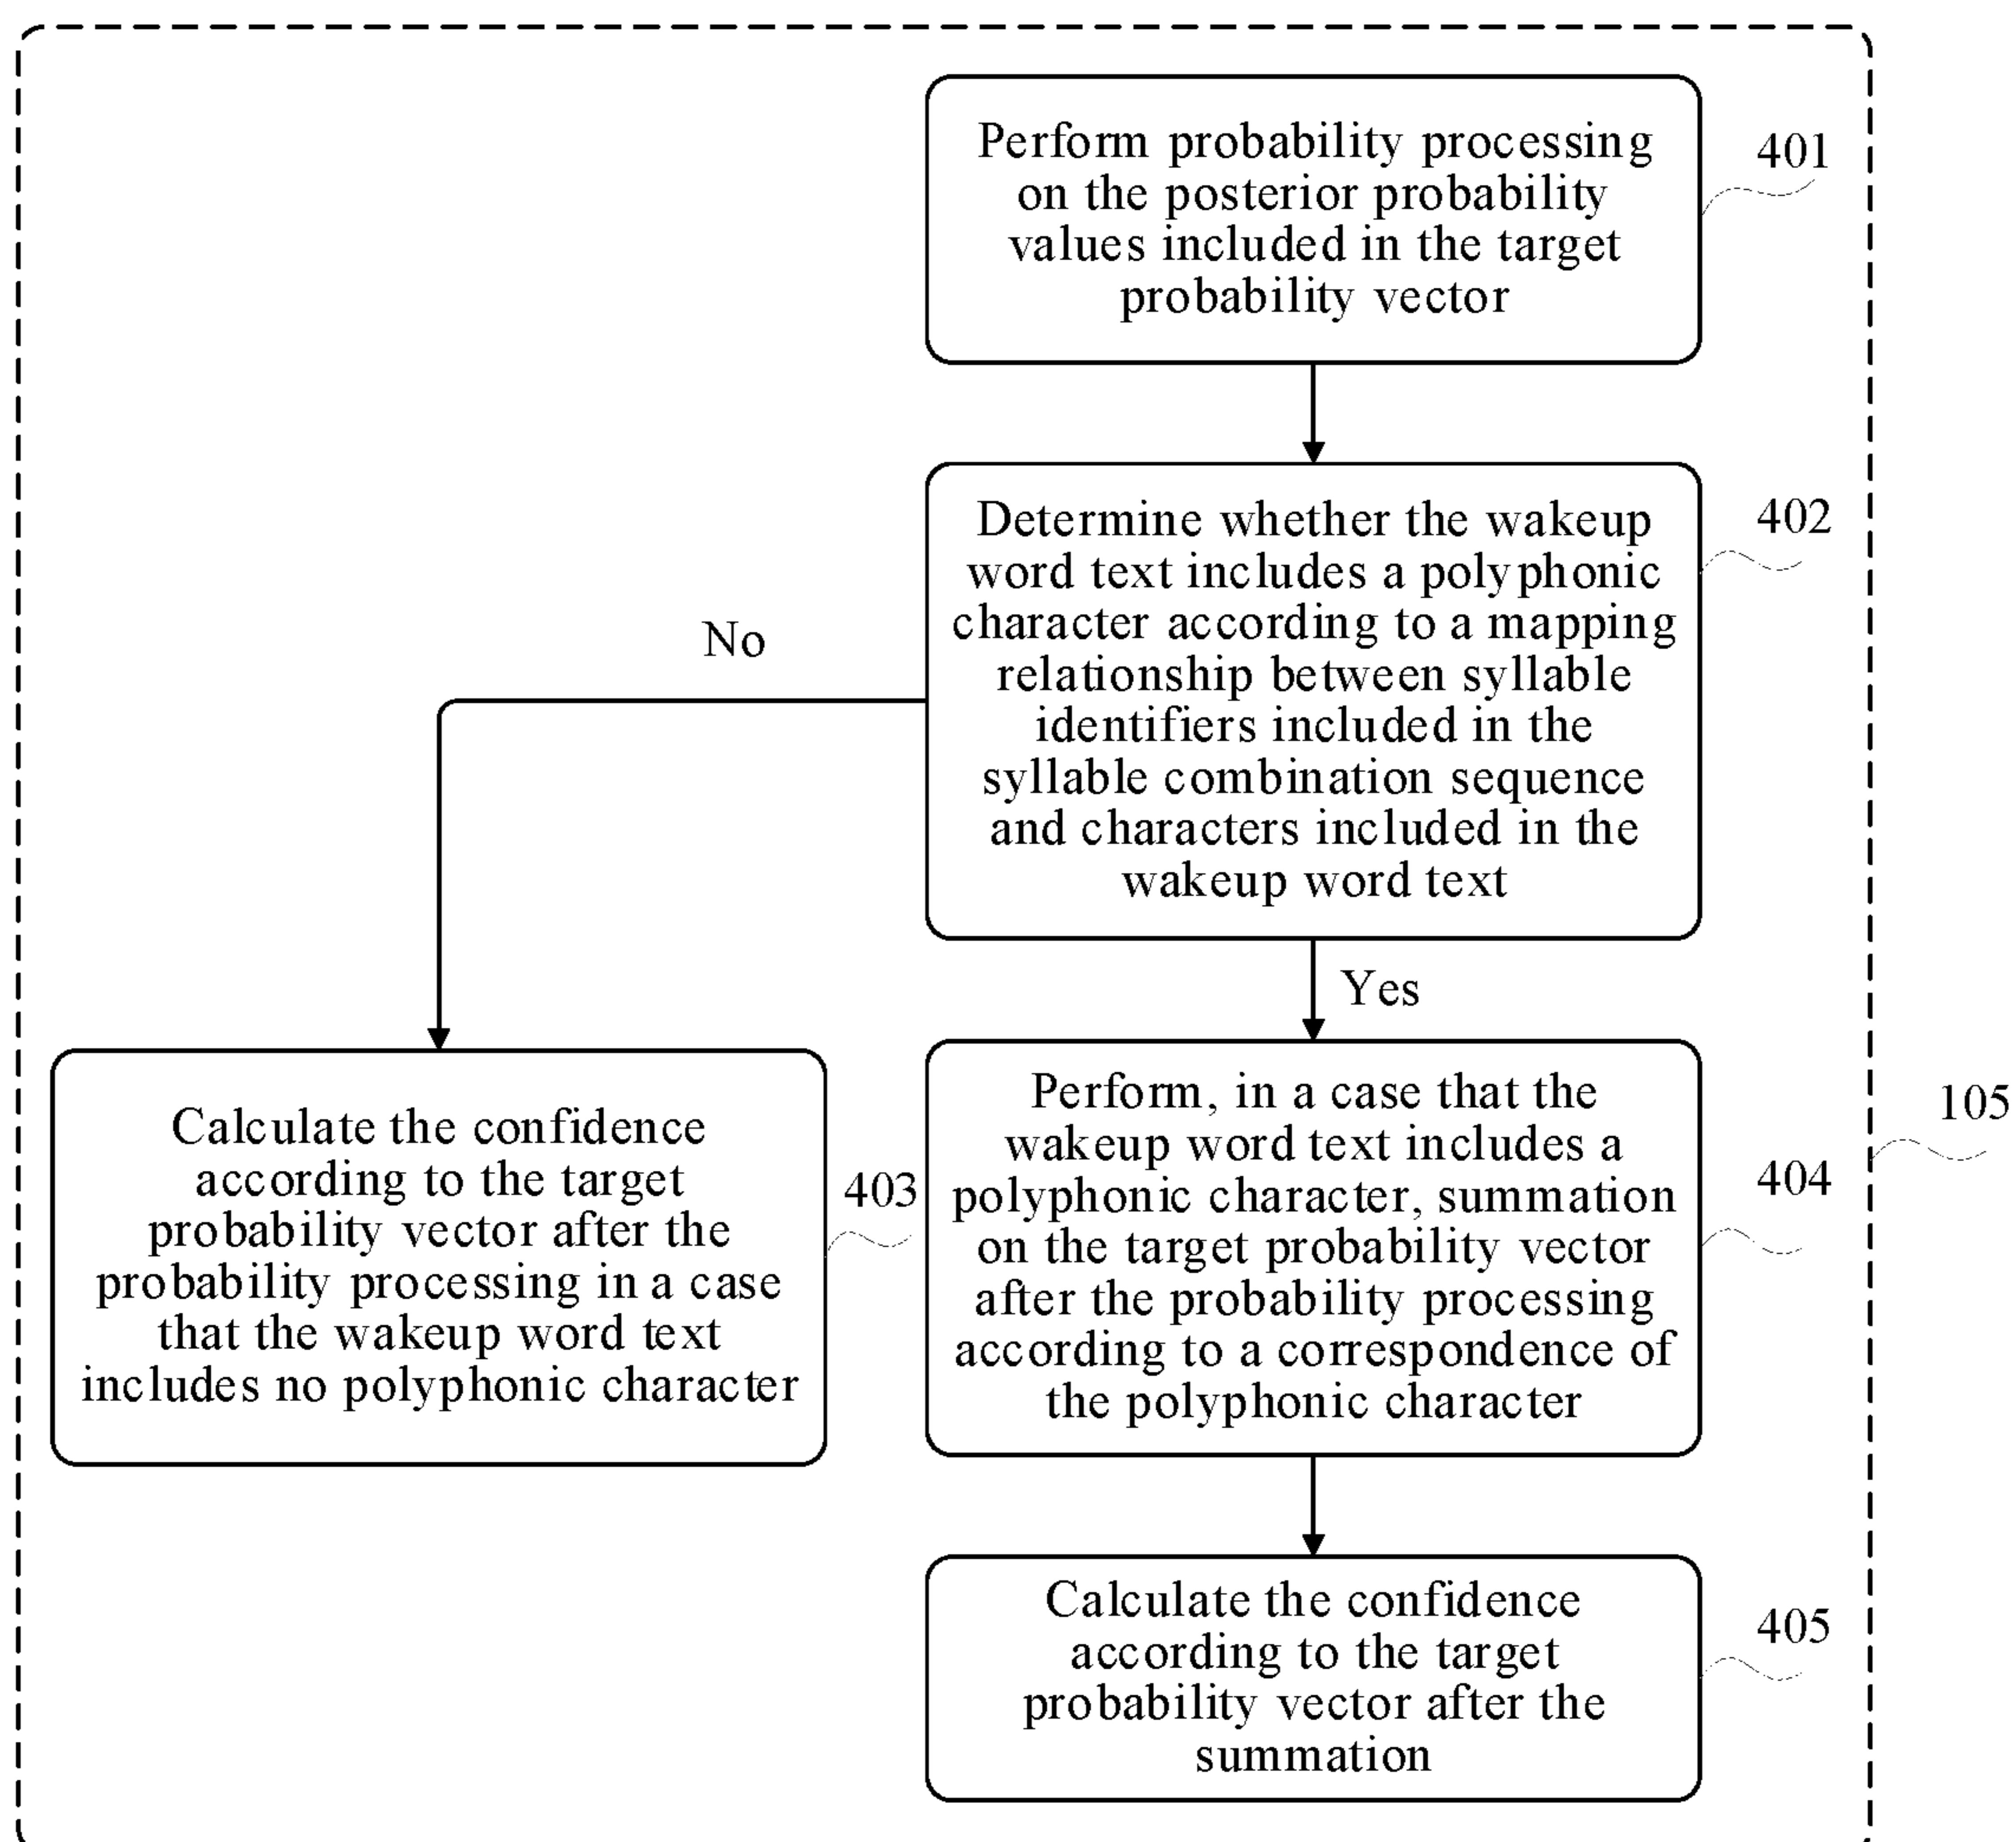 Perform probability processing
on the posterior probability
values included in the target
probability vector
401
Determine whether the wakeup
word text includes a polyphonic
character according to a mapping
relationship between syllable
identifiers included in the
syllable combination sequence
and characters included in the
wakeup word text
402
No
Yes
Calculate the confidence
according to the target
probability vector after the
probability processing in a case
that the wakeup word text
includes no polyphonic character
403
Perform, in a case that the
wakeup word text includes a
polyphonic character, summation
on the target probability vector
after the probability processing
according to a correspondence of
the polyphonic character
404
105
Calculate the confidence
according to the target
probability vector after the
summation
405